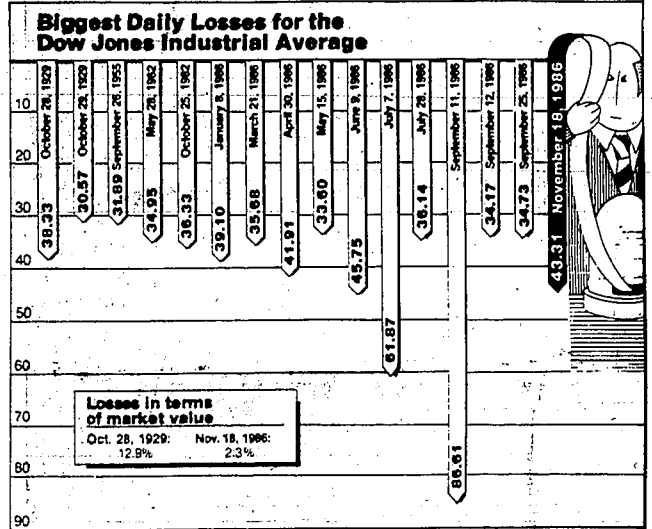 Biggest Daily Losses for the
Dow Jones Industrial Average
10
20
30
40
50
60
70
80
90
38.33 October 28, 1929
30.57 October 29, 1929
31.89 September 26, 1955
34.95 May 28, 1962
36.33 October 25, 1982
39.10 January 8, 1986
35.68 March 21, 1986
41.91 April 30, 1986
33.60 May 15, 1986
45.75 June 9, 1986
61.87 July 7, 1986
36.14 July 28, 1986
86.61 September 11, 1986
34.17 September 12, 1986
34.73 September 25, 1986
43.31 November 18, 1986
Losses in terms
of market value
Oct. 28, 1929: Nov. 18, 1986:
12.9% 2.3%